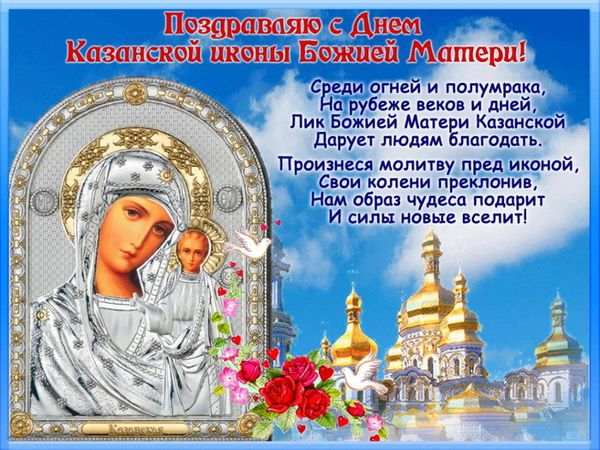 Поздравляю с Днем
Казанской иконы Божией Матери!
Среди огней и полумрака,
На рубеже веков и дней,
Лик Божией Матери Казанской
Дарует людям благодать.
Произнеся молитву пред иконой,
Свои колени преклонив,
Нам образ чудеса подарит
И силы новые вселит!
Казанская